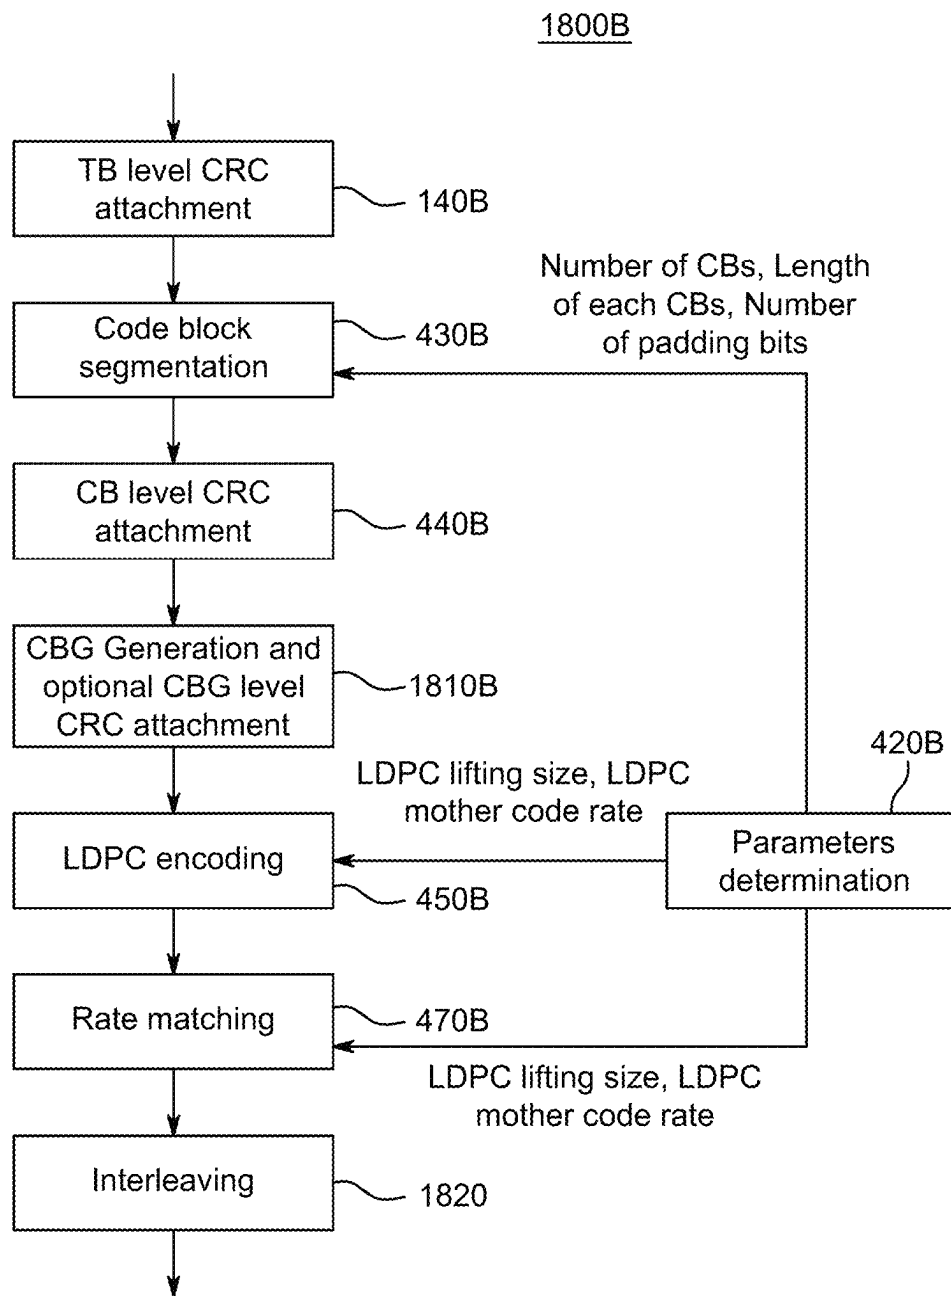 1800B
TB level CRC
attachment
140B
Number of CBs, Length
of each CBs, Number
of padding bits
Code block
segmentation
430B
CB level CRC
attachment
440B
CBG Generation and
optional CBG level
CRC attachment
1810B
420B
LDPC lifting size, LDPC
mother code rate
LDPC encoding
450B
Parameters
determination
Rate matching
470B
LDPC lifting size, LDPC
mother code rate
Interleaving
1820